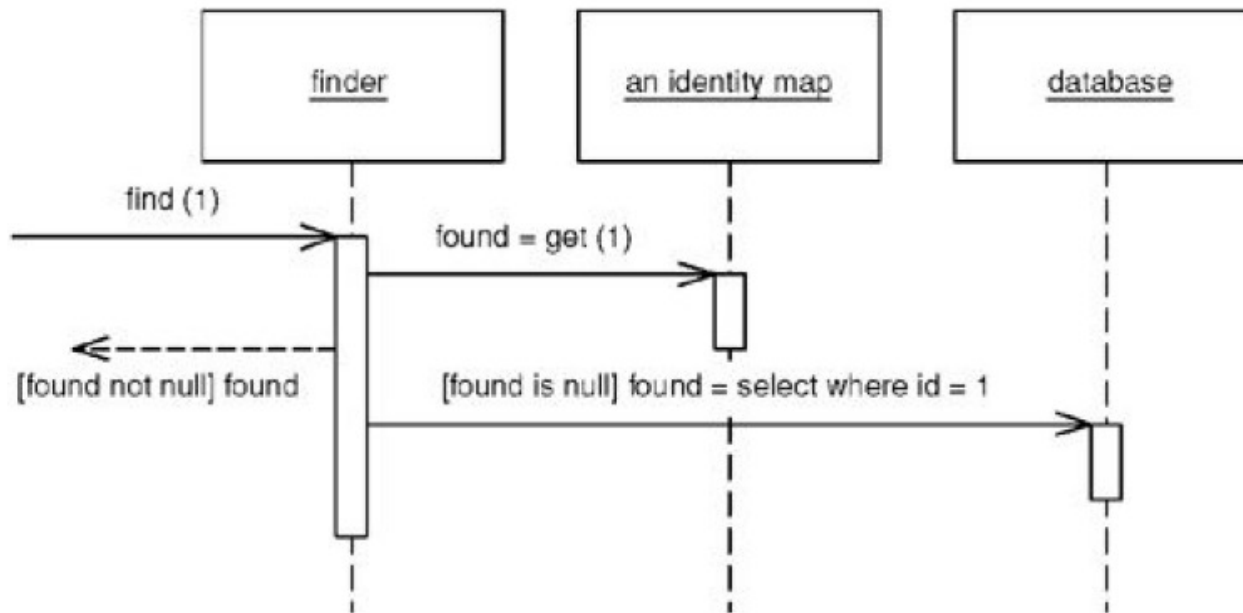 finder
an identity map
database
find (1)
found = get (1)
[found not null] found
[found is null] found = select where id = 1